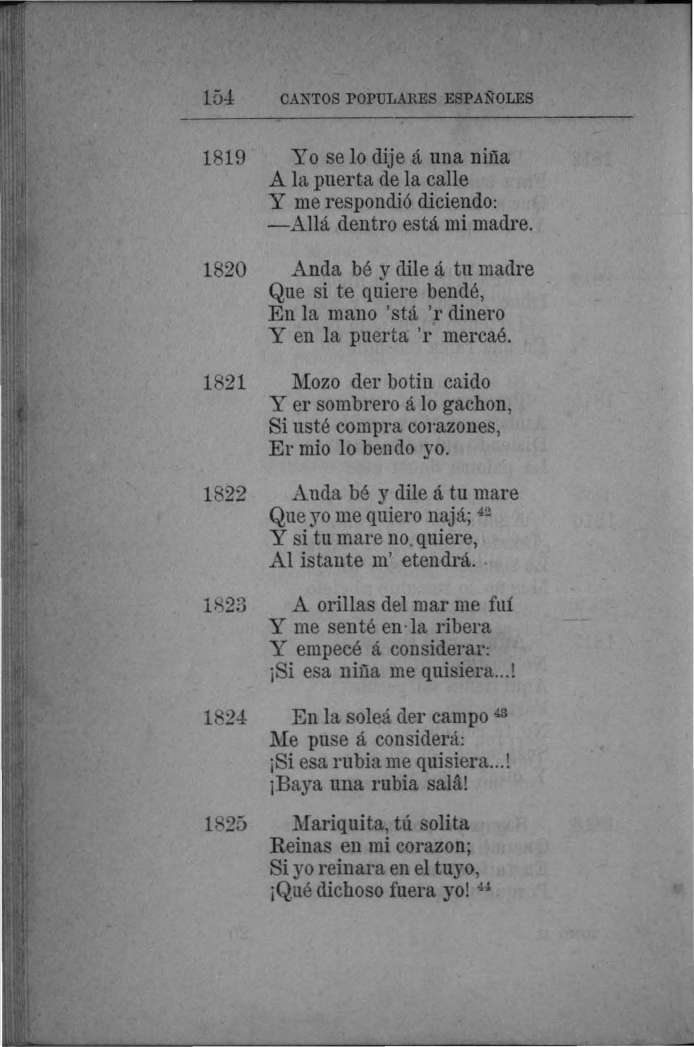 154 CANTOS POPULARES ESPAÑOLES
1819 Yo se lo dije á una niña
A la puerta de la calle
Y me respondió diciendo:
—Allá dentro está mi madre.
1820 Anda bé y dile á tu madre
Que si te quiere bendé,
En la mano 'stá 'r dinero
Y en la puerta 'r mercaé.
1821 Mozo der botin caido
Y er sombrero á lo gachon,
Si usté compra corazones,
Er mio lo bendo yo.
1822 Anda bé y dile á tu mare
Que yo me quiero najá; 42
Y si tu mare no quiere,
Al istante m' etendrá.
1823 A orillas del mar me fuí
Y me senté en la ribera
Y empecé á considerar:
¡Si esa niña me quisiera...!
1824 En la soleá der campo 43
Me puse á considerá:
¡Si esa rubia me quisiera...!
¡Baya una rubia salâ!
1825 Mariquita, tú solita
Reinas en mi corazon;
Si yo reinara en el tuyo,
¡Qué dichoso fuera yo! 44